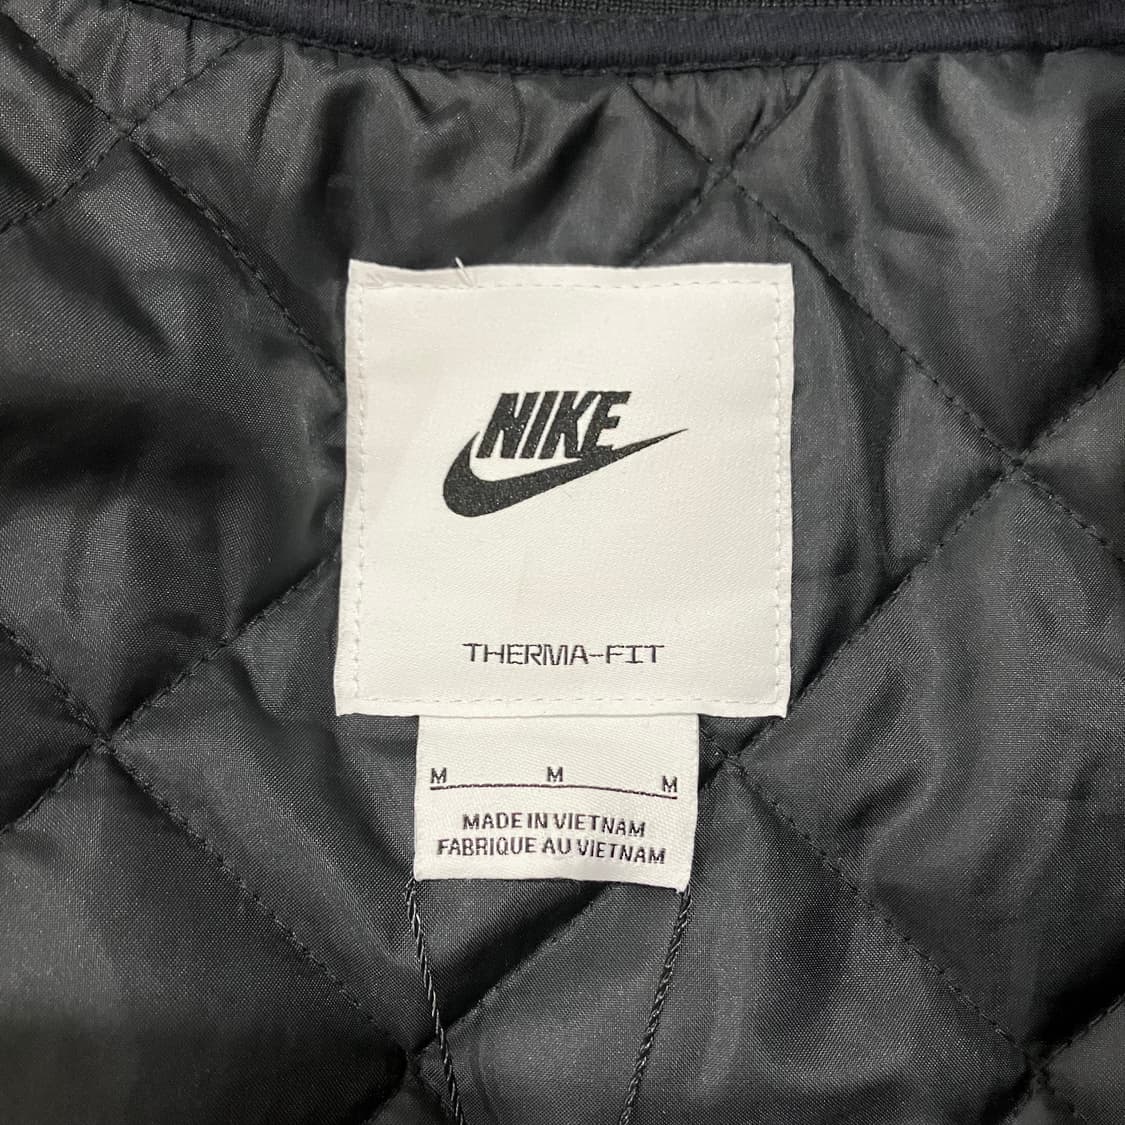 NIKE
THERMA-FIT
M M M
MADE IN VIETNAM
FABRIQUE AU VIETNAM